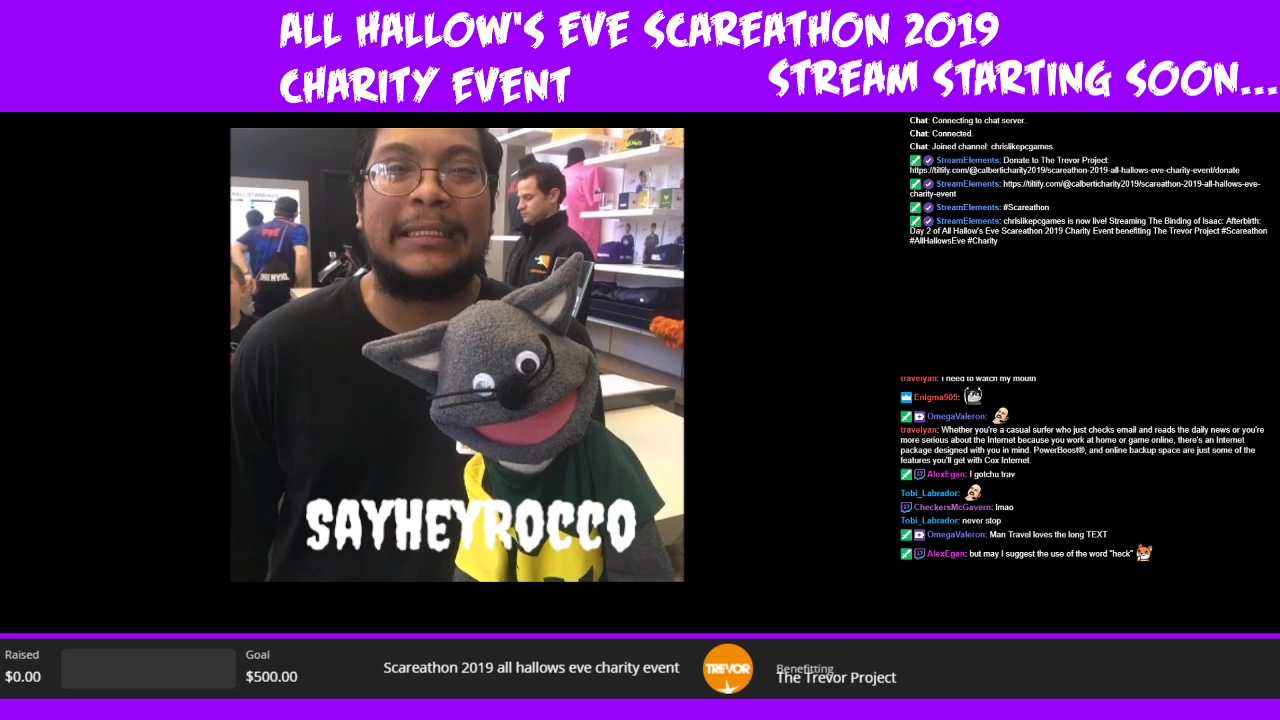 ALL HALLOW'S EVE SCAREATHON 2019
CHARITY EVENT
STREAM STARTING SOON...
Chat: Connecting to chat server..
Chat: Connected.
Chat: Joined channel: chrislikepcgames.
StreamElements: Donate to The Trevor Project:
https://tiltify.com/@calberticharity2019/scareathon-2019-all-hallows-eve-charity-event/donate
StreamElements: https://tiltify.com/@calberticharity2019/scareathon-2019-all-hallows-eve-
charity-event
StreamElements: #Scareathon
StreamElements: chrislikepcgames is now live! Streaming The Binding of Isaac: Afterbirth:
Day 2 of All Hallow's Eve Scareathon 2019 Charity Event benefiting The Trevor Project #Scareathon
#AllHallowsEve #Charity
SAYHEYROCCO
travelyan: I need to watch my mouth
Enigma905:
OmegaValeron:
travelyan: Whether you're a casual surfer who just checks email and reads the daily news or you're
more serious about the Internet because you work at home or game online, there's an Internet
package designed with you in mind. PowerBoost®, and online backup space are just some of the
features you'll get with Cox Internet.
AlexEgan: I gotchu trav
Tobi_Labrador:
CheckersMcGavern: lmao
Tobi_Labrador: never stop
OmegaValeron: Man Travel loves the long TEXT
AlexEgan: but may I suggest the use of the word "heck"
Raised
$0.00
Goal
$500.00
Scareathon 2019 all hallows eve charity event
TREVOR
Benefitting
The Trevor Project